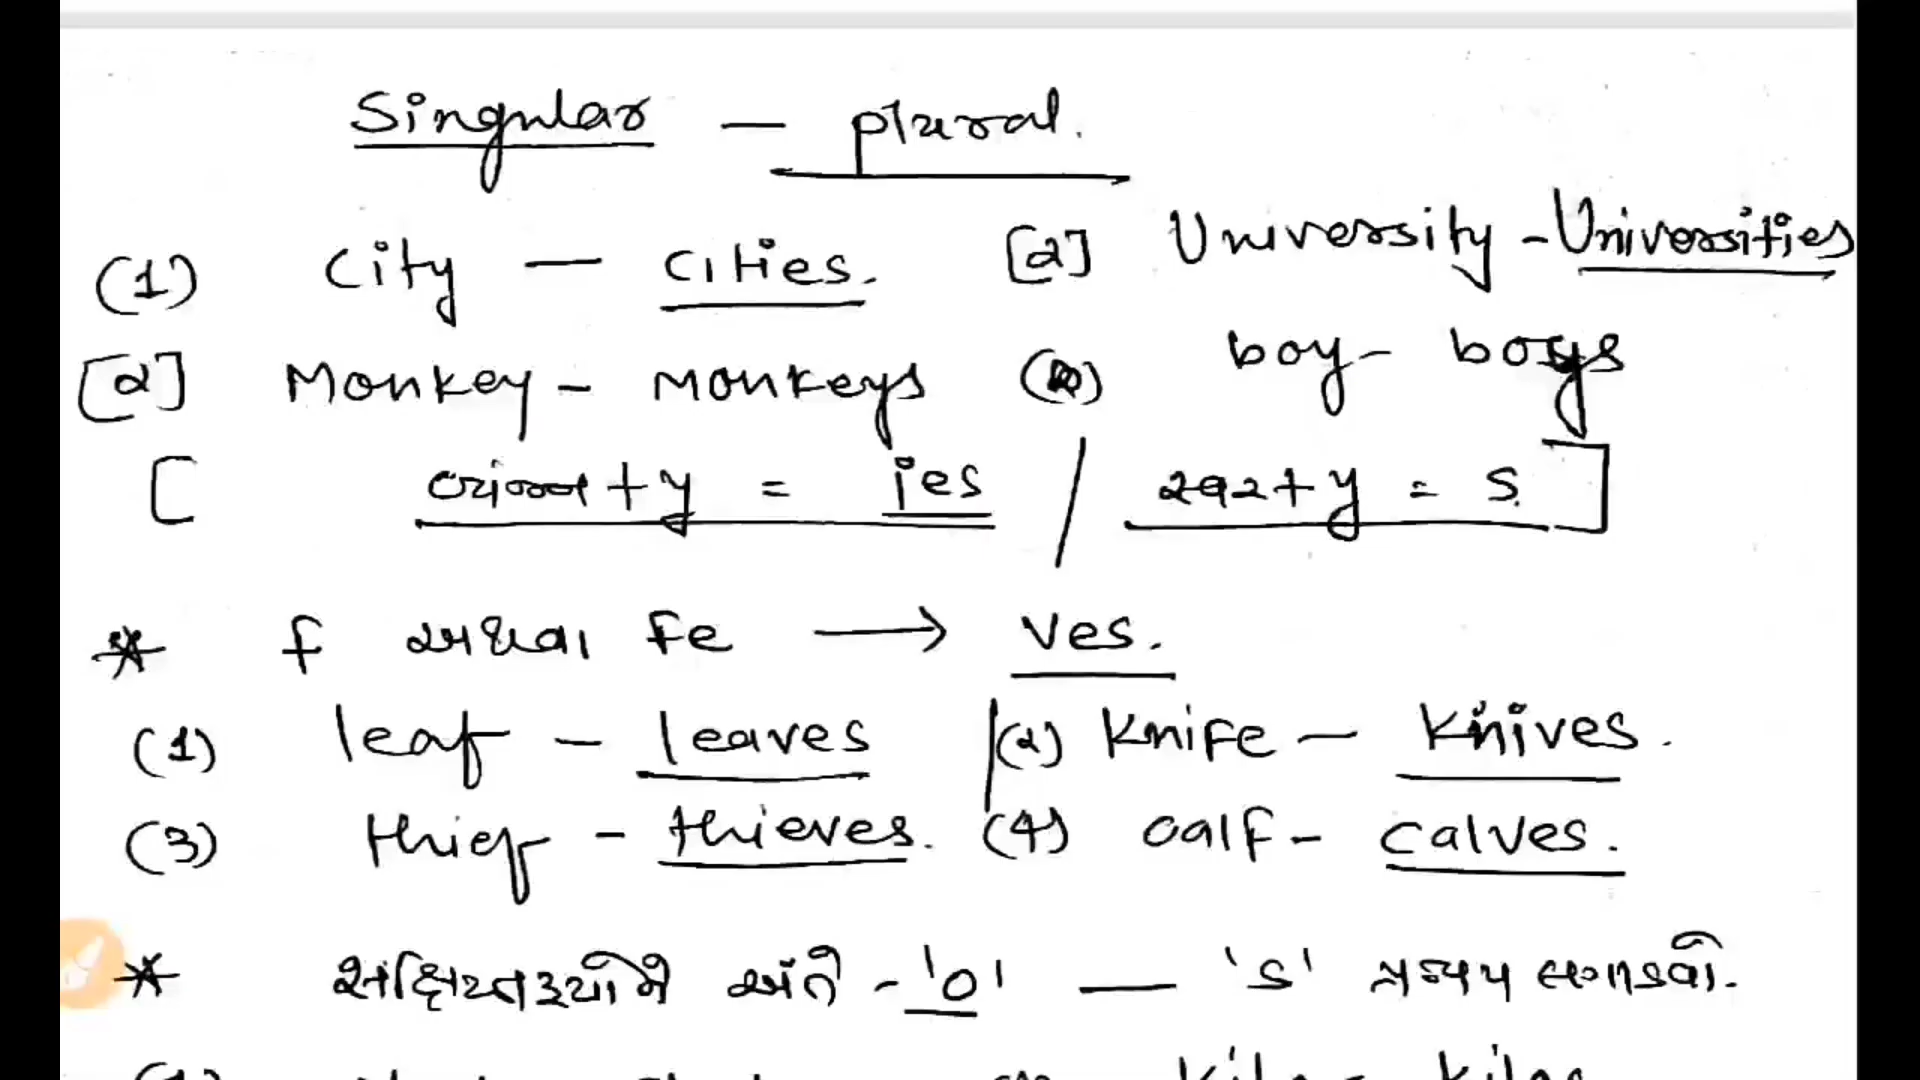 Singular – plural.
(1) City – cities. [2] University - Universities
[2] Monkey – Monkeys boy – boys
[ વ્યંજન + y = ies / સ્વર + y = S. ]
* f અથવા fe → ves.
(1) leaf – leaves (2) Knife – Knives.
(3) thief – thieves. (4) calf – calves.
* સંક્ષિપ્તરૂપોને અંતે - 'o' — 's' પ્રત્યય લગાડવો.